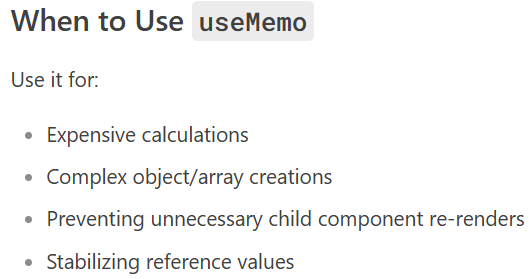 When to Use useMemo
Use it for:
Expensive calculations
Complex object/array creations
Preventing unnecessary child component re-renders
Stabilizing reference values